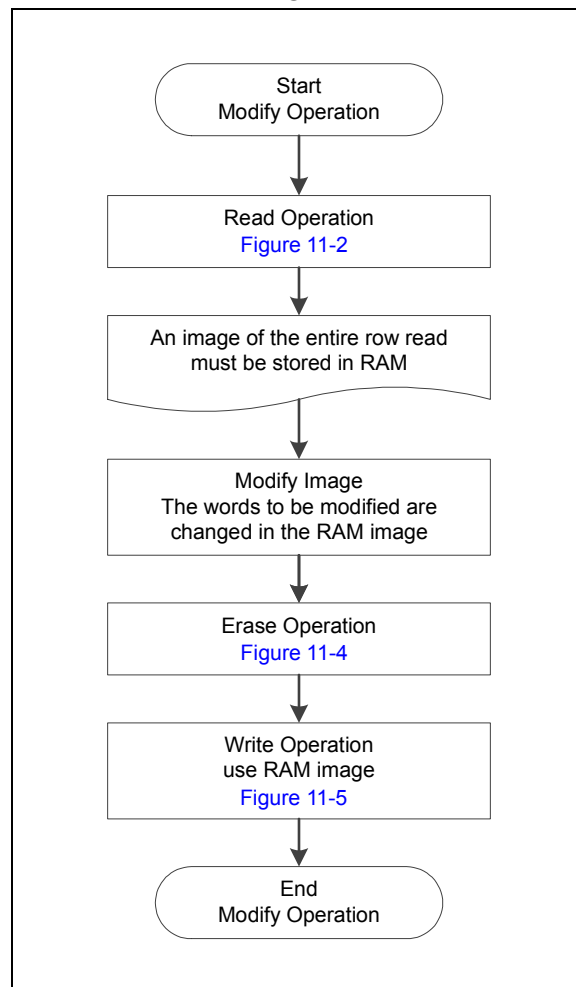 Start
Modify Operation
Read Operation
Figure 11-2
An image of the entire row read
must be stored in RAM
Modify Image
The words to be modified are
changed in the RAM image
Erase Operation
Figure 11-4
Write Operation
use RAM image
Figure 11-5
End
Modify Operation